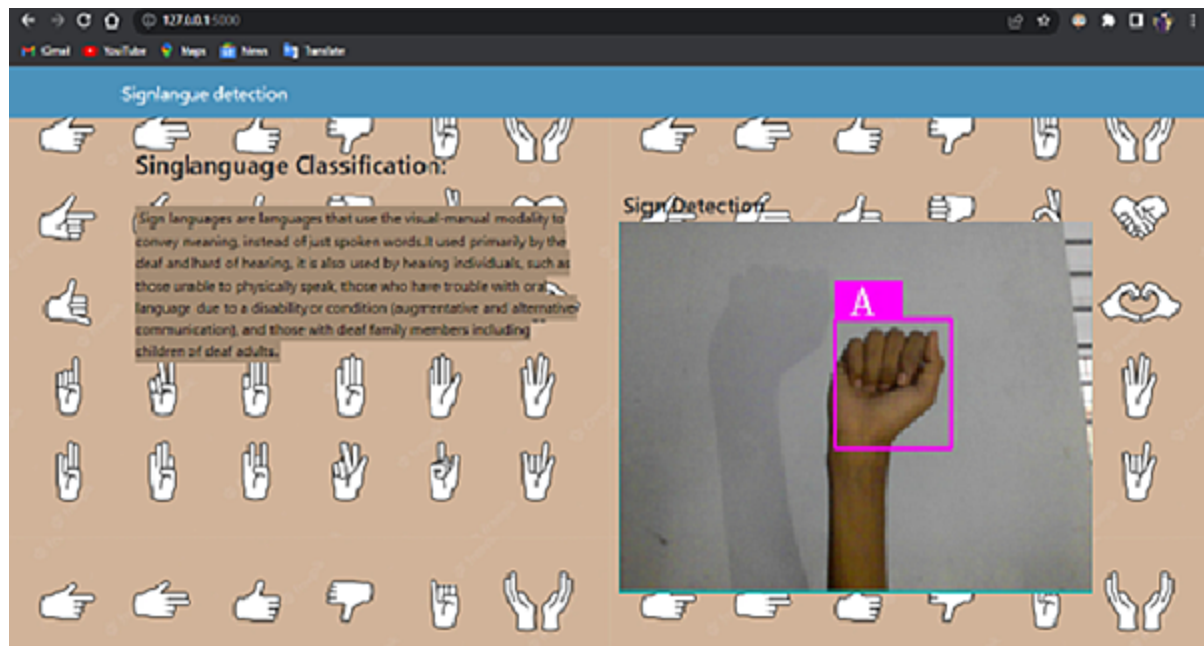 127.0.0.1:5000
Gmail YouTube Maps News Translate
Signlangue detection
Singlanguage Classification:
Sign languages are languages that use the visual-manual modality to
convey meaning, instead of just spoken words.It used primarily by the
deaf and hard of hearing, it is also used by hearing individuals, such as
those unable to physically speak, those who have trouble with oral
language due to a disability or condition (augmentative and alternative
communication), and those with deaf family members including
children of deaf adults.
Sign Detection
A